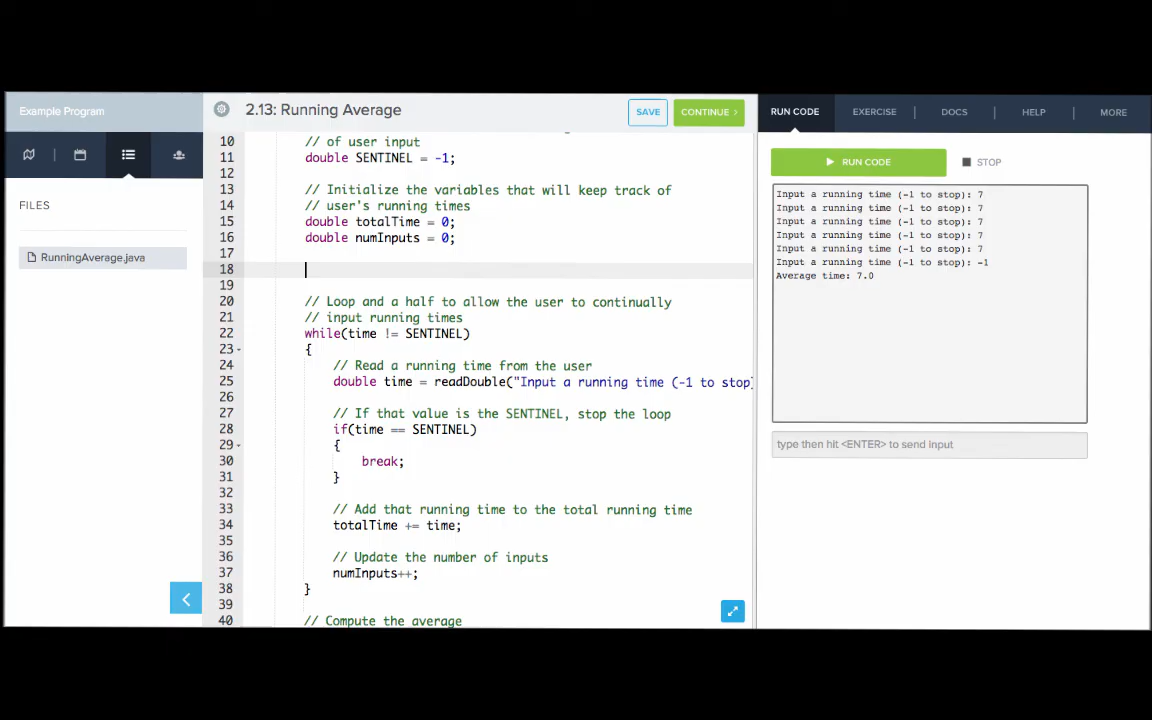 Example Program
2.13: Running Average
SAVE
CONTINUE >
RUN CODE
EXERCISE
DOCS
HELP
MORE
FILES
RunningAverage.java
10 // of user input
11 double SENTINEL = -1;
12
13 // Initialize the variables that will keep track of
14 // user's running times
15 double totalTime = 0;
16 double numInputs = 0;
17
18
19
20 // Loop and a half to allow the user to continually
21 // input running times
22 while(time != SENTINEL)
23 {
24 // Read a running time from the user
25 double time = readDouble("Input a running time (-1 to stop)
26
27 // If that value is the SENTINEL, stop the loop
28 if(time == SENTINEL)
29 {
30 break;
31 }
32
33 // Add that running time to the total running time
34 totalTime += time;
35
36 // Update the number of inputs
37 numInputs++;
38 }
39
40 // Compute the average
RUN CODE
STOP
Input a running time (-1 to stop): 7
Input a running time (-1 to stop): 7
Input a running time (-1 to stop): 7
Input a running time (-1 to stop): 7
Input a running time (-1 to stop): 7
Input a running time (-1 to stop): -1
Average time: 7.0
type then hit <ENTER> to send input